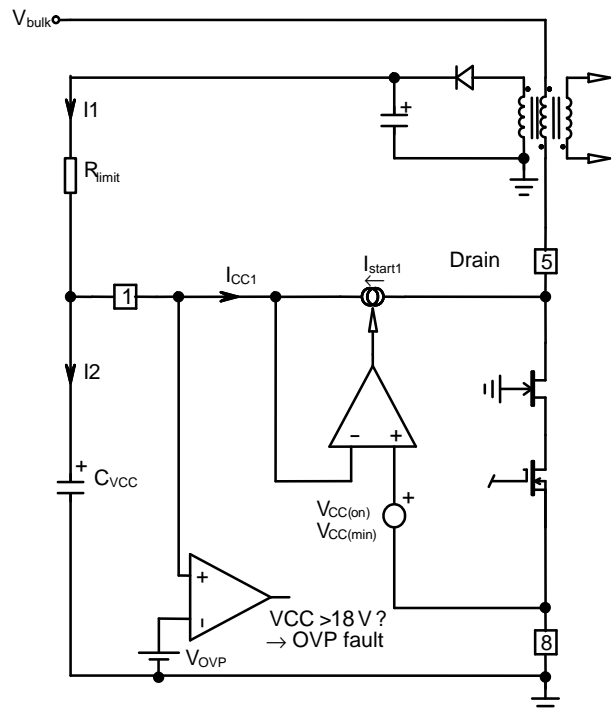 Vbulk
I1
Rlimit
ICC1
Istart1
Drain
5
1
I2
CVCC
+
+
–
+
+
VCC(on)
VCC(min)
+
–
VOVP
VCC >18 V ?
→ OVP fault
8